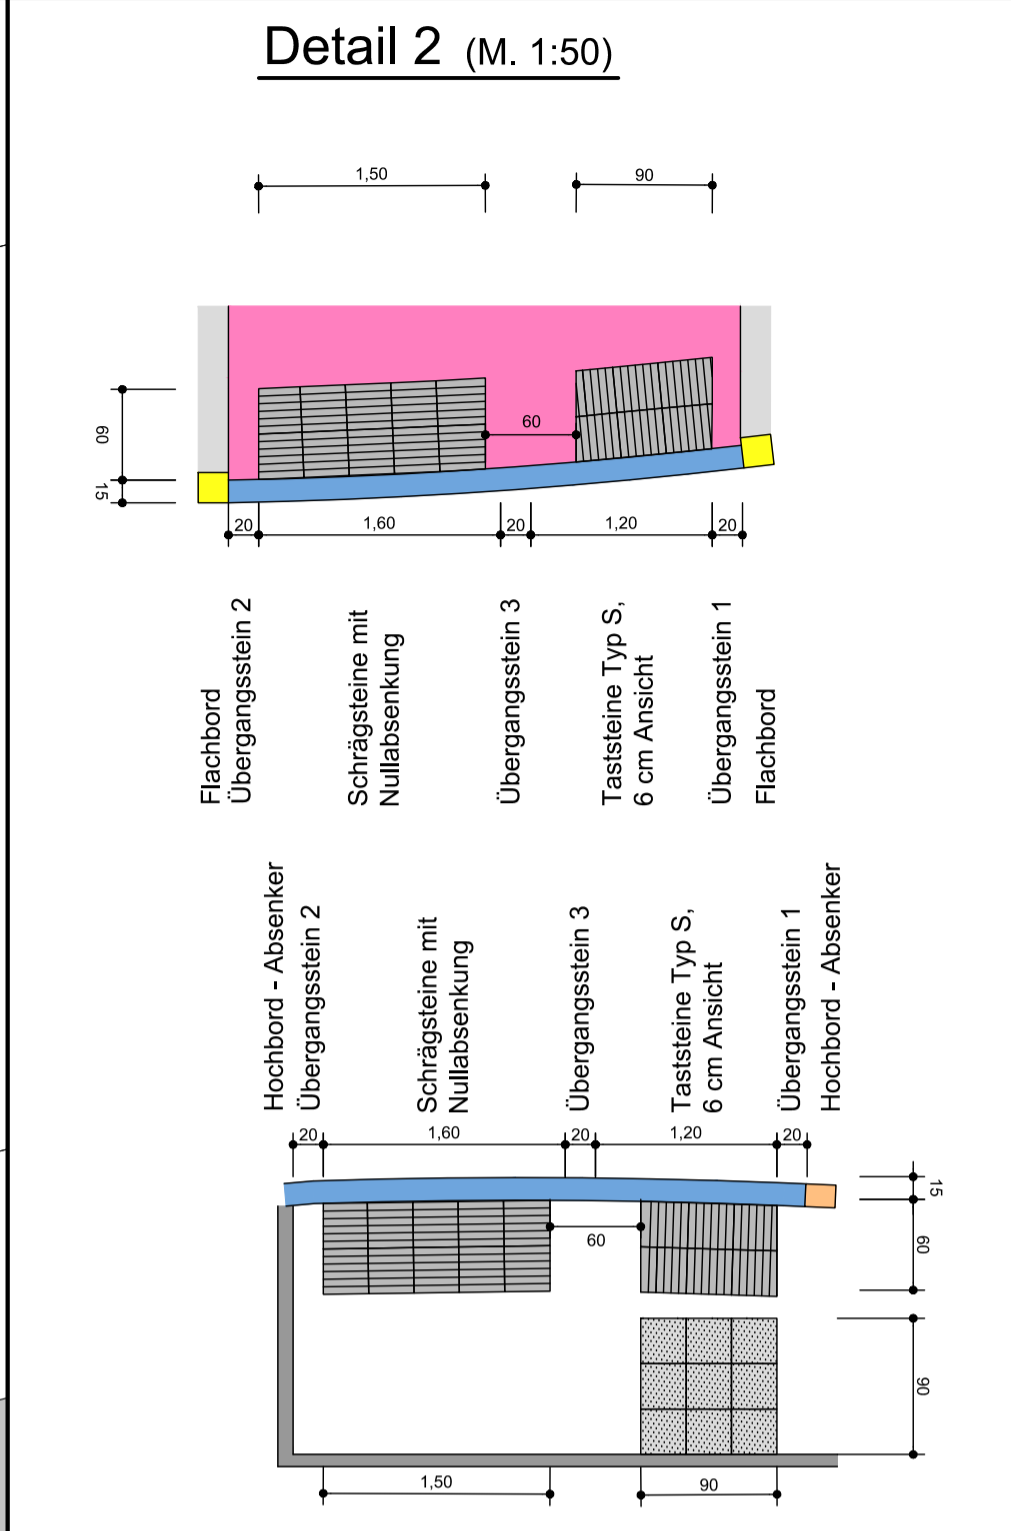 Detail 2 (M. 1:50)
1,50
90
60
60
15
20
1,60
20
1,20
20
Flachbord
Übergangsstein 2
Schrägsteine mit
Nullabsenkung
Übergangsstein 3
Taststeine Typ S,
6 cm Ansicht
Übergangsstein 1
Flachbord
Hochbord - Absenker
Übergangsstein 2
Schrägsteine mit
Nullabsenkung
Übergangsstein 3
Taststeine Typ S,
6 cm Ansicht
Übergangsstein 1
Hochbord - Absenker
20
1,60
20
1,20
20
15
60
60
90
1,50
90